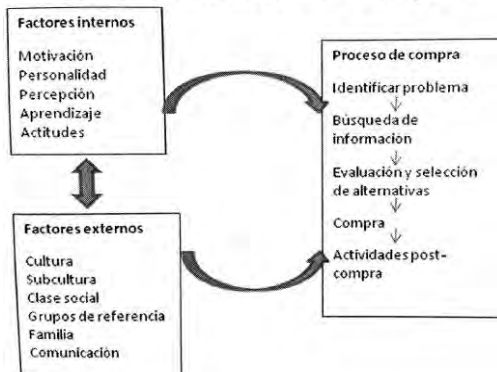 Factores internos
Motivación
Personalidad
Percepción
Aprendizaje
Actitudes
Factores externos
Cultura
Subcultura
Clase social
Grupos de referencia
Familia
Comunicación
Proceso de compra
Identificar problema
Búsqueda de
información
Evaluación y selección
de alternativas
Compra
Actividades post-
compra